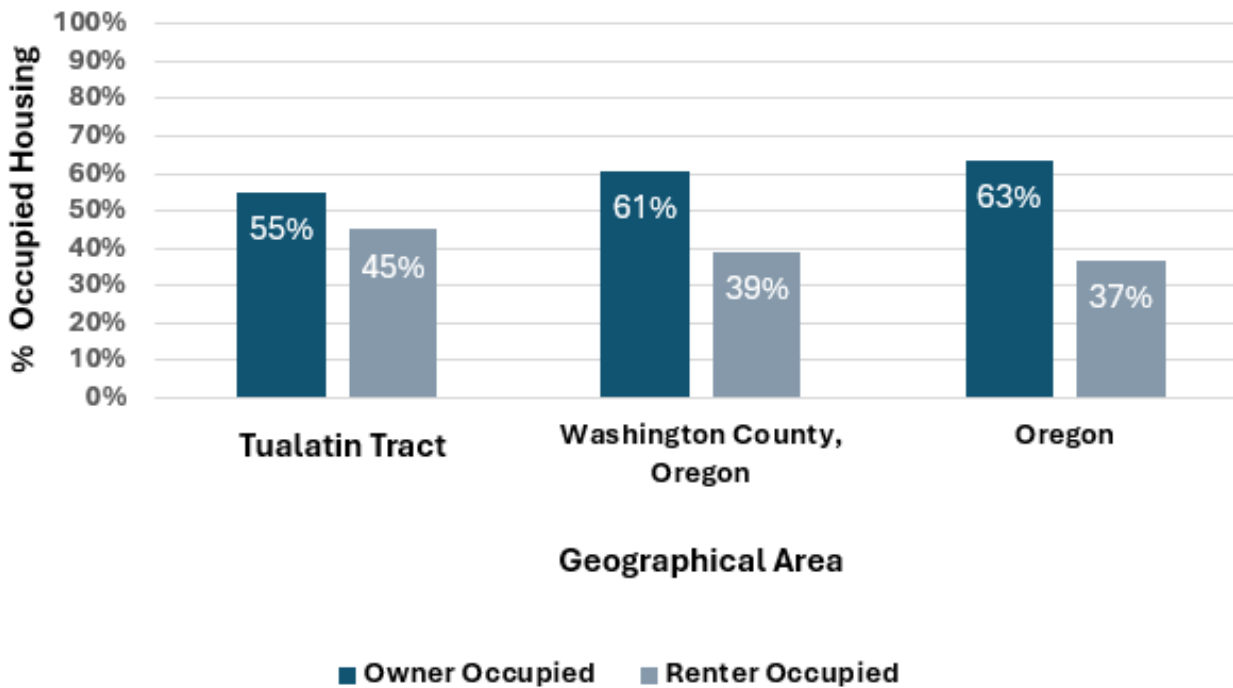 % Occupied Housing
100%
90%
80%
70%
60%
50%
40%
30%
20%
10%
0%
55%
45%
61%
39%
63%
37%
Tualatin Tract
Washington County,
Oregon
Oregon
Geographical Area
Owner Occupied
Renter Occupied